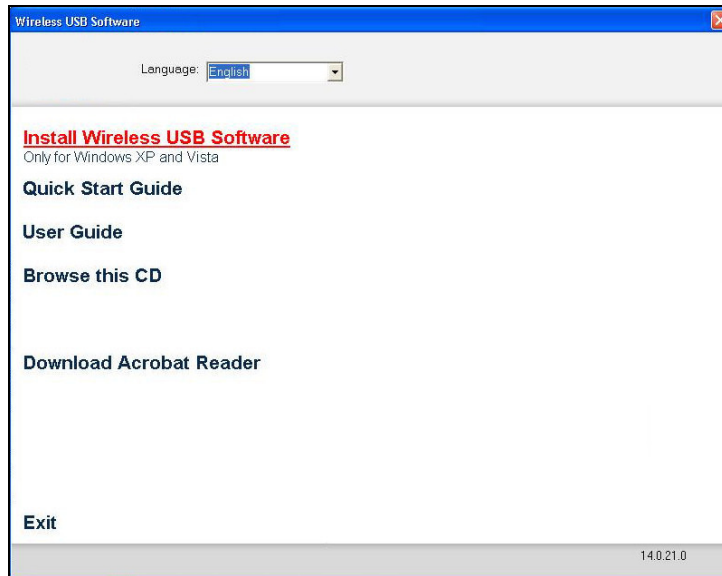 Wireless USB Software
Language: English
Install Wireless USB Software
Only for Windows XP and Vista
Quick Start Guide
User Guide
Browse this CD
Download Acrobat Reader
Exit
14.0.21.0